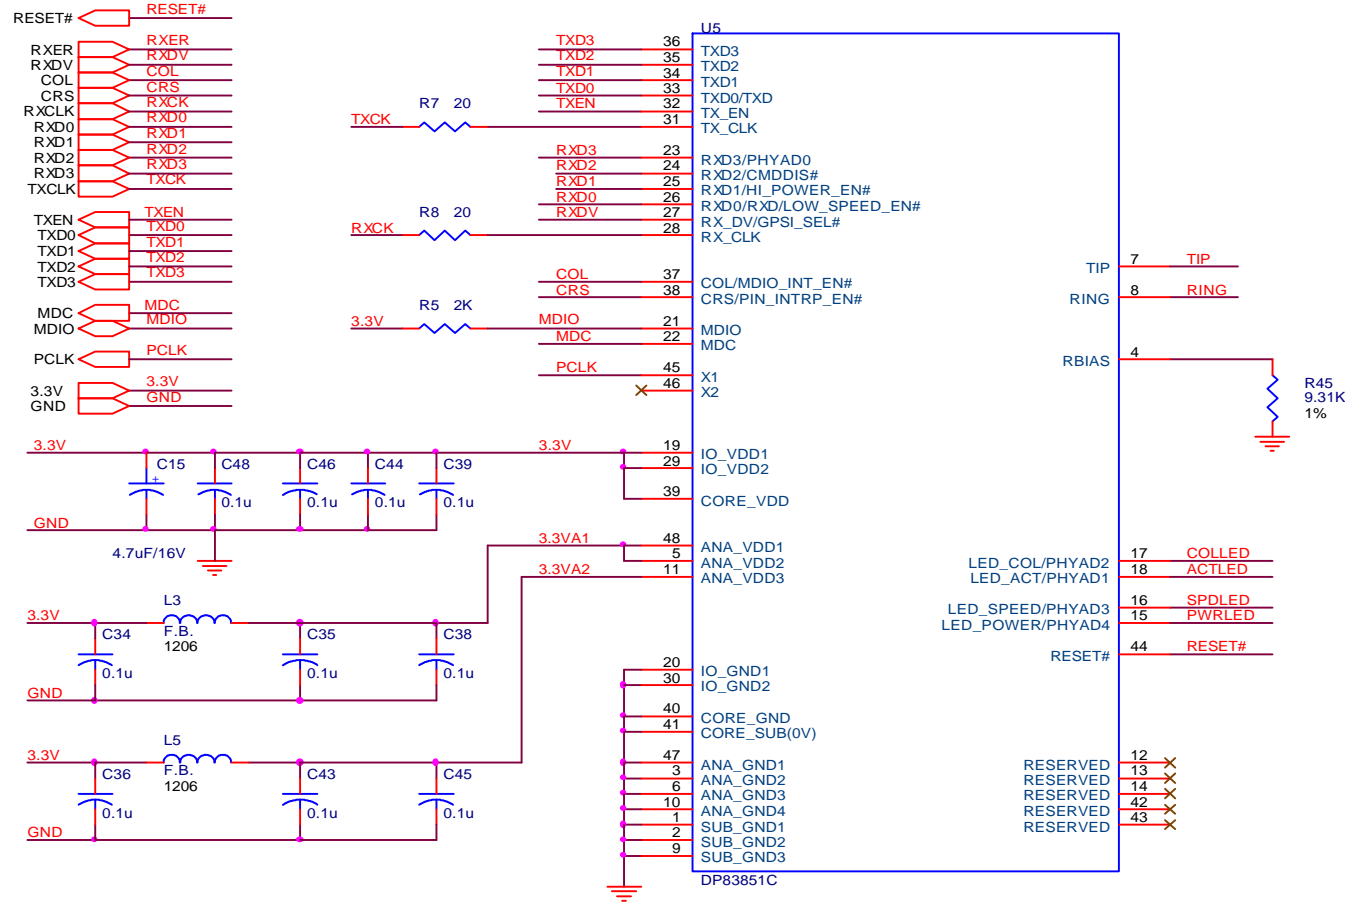 RESET# RESET#
RXER RXER
RXDV RXDV
COL COL
CRS CRS
RXCLK RXCK
RXD0 RXD0
RXD1 RXD1
RXD2 RXD2
RXD3 RXD3
TXCLK TXCK
TXEN TXEN
TXD0 TXD0
TXD1 TXD1
TXD2 TXD2
TXD3 TXD3
MDC MDC
MDIO MDIO
PCLK PCLK
3.3V 3.3V
GND GND
U5
TXD3 36 TXD3
TXD2 35 TXD2
TXD1 34 TXD1
TXD0 33 TXD0/TXD
TXEN 32 TX_EN
TXCK R7 20 31 TX_CLK
RXD3 23 RXD3/PHYAD0
RXD2 24 RXD2/CMDDIS#
RXD1 25 RXD1/HI_POWER_EN#
RXD0 26 RXD0/RXD/LOW_SPEED_EN#
RXDV 27 RX_DV/GPSI_SEL#
RXCK R8 20 28 RX_CLK
COL 37 COL/MDIO_INT_EN#
CRS 38 CRS/PIN_INTRP_EN#
3.3V R5 2K MDIO 21 MDIO
MDC 22 MDC
PCLK 45 X1
46 X2
TIP 7 TIP
RING 8 RING
RBIAS 4
R45
9.31K
1%
3.3V 3.3V 19 IO_VDD1
29 IO_VDD2
39 CORE_VDD
C15 C48 C46 C44 C39
+ 0.1u 0.1u 0.1u 0.1u
GND
4.7uF/16V
3.3VA1 48 ANA_VDD1
5 ANA_VDD2
3.3VA2 11 ANA_VDD3
LED_COL/PHYAD2 17 COLLED
LED_ACT/PHYAD1 18 ACTLED
LED_SPEED/PHYAD3 16 SPDLED
LED_POWER/PHYAD4 15 PWRLED
RESET# 44 RESET#
3.3V L3
F.B.
1206
C34 C35 C38
0.1u 0.1u 0.1u
GND
20 IO_GND1
30 IO_GND2
40 CORE_GND
41 CORE_SUB(0V)
3.3V L5
F.B.
1206
C36 C43 C45
0.1u 0.1u 0.1u
GND
47 ANA_GND1
3 ANA_GND2
6 ANA_GND3
10 ANA_GND4
1 SUB_GND1
2 SUB_GND2
9 SUB_GND3
RESERVED 12
RESERVED 13
RESERVED 14
RESERVED 42
RESERVED 43
DP83851C